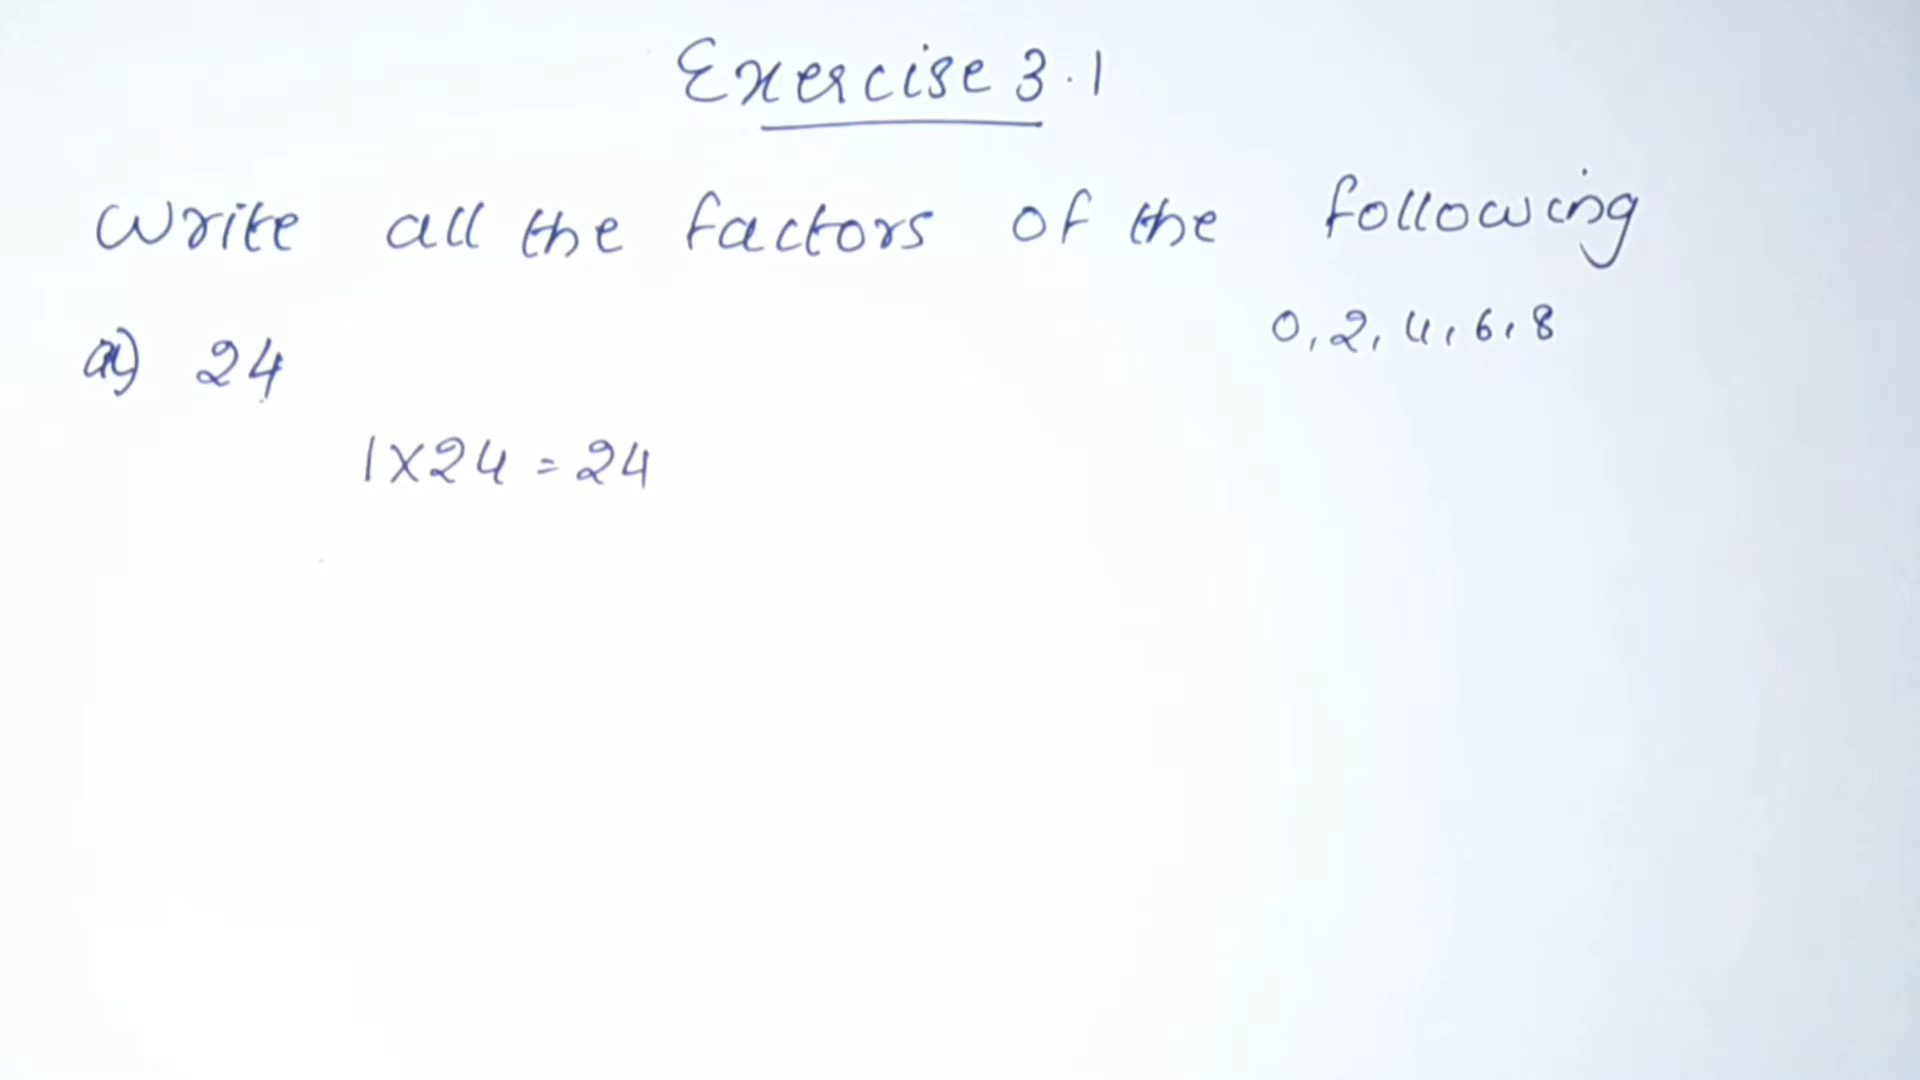 Exercise 3.1
Write all the factors of the following
0, 2, 4, 6, 8
a) 24
1×24 = 24